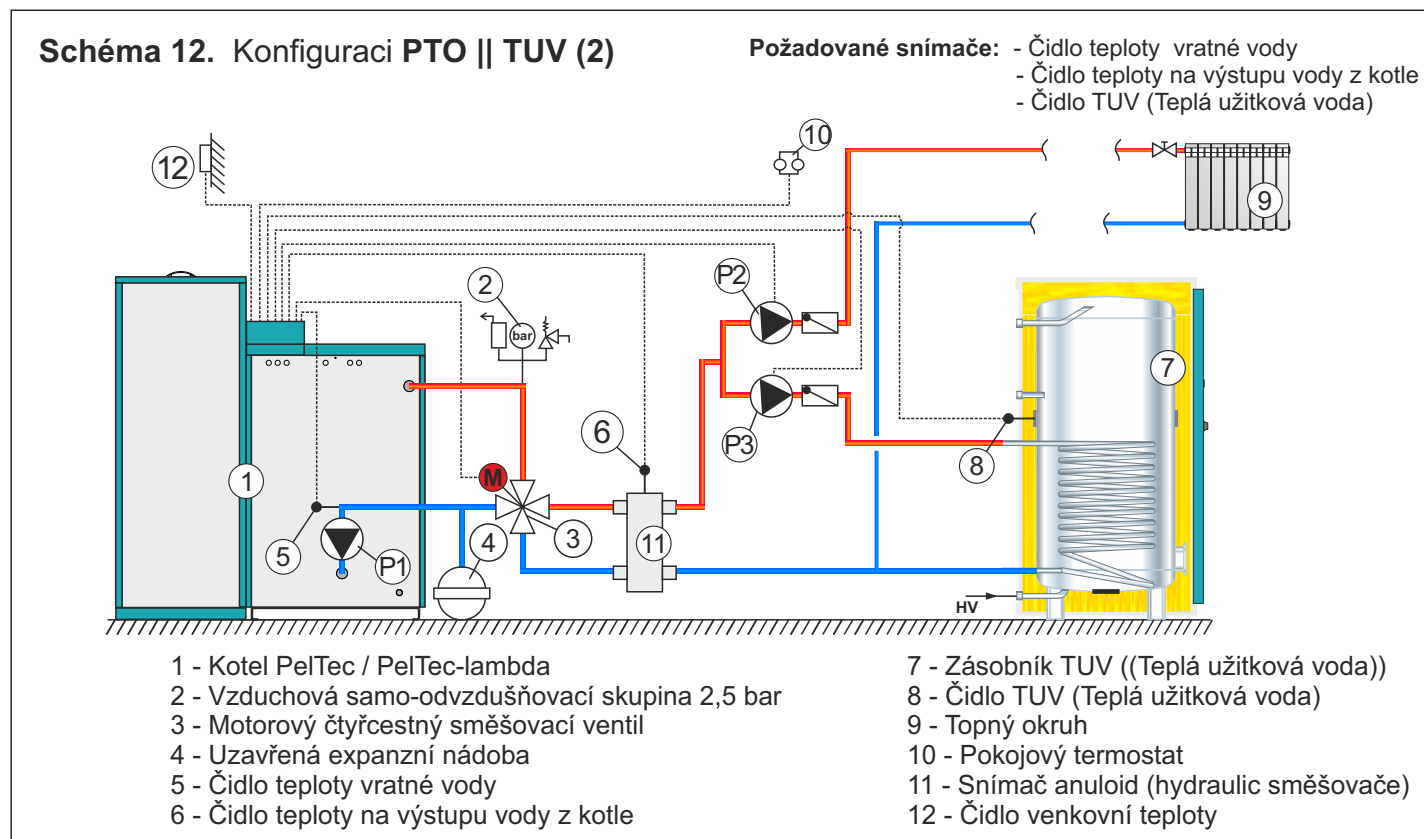 Schéma 12. Konfiguraci PTO || TUV (2)
Požadované snímače: - Čidlo teploty vratné vody
- Čidlo teploty na výstupu vody z kotle
- Čidlo TUV (Teplá užitková voda)
12
10
9
2
bar
P2
P3
7
6
8
1
M
3
5
P1
4
11
HV
1 - Kotel PelTec / PelTec-lambda
2 - Vzduchová samo-odvzdušňovací skupina 2,5 bar
3 - Motorový čtyřcestný směšovací ventil
4 - Uzavřená expanzní nádoba
5 - Čidlo teploty vratné vody
6 - Čidlo teploty na výstupu vody z kotle
7 - Zásobník TUV ((Teplá užitková voda))
8 - Čidlo TUV (Teplá užitková voda)
9 - Topný okruh
10 - Pokojový termostat
11 - Snímač anuloid (hydraulic směšovače)
12 - Čidlo venkovní teploty